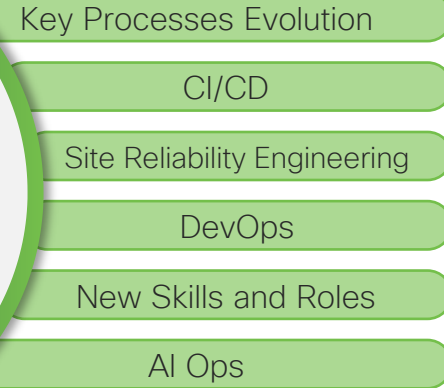 Key Processes Evolution
CI/CD
Site Reliability Engineering
DevOps
New Skills and Roles
AI Ops